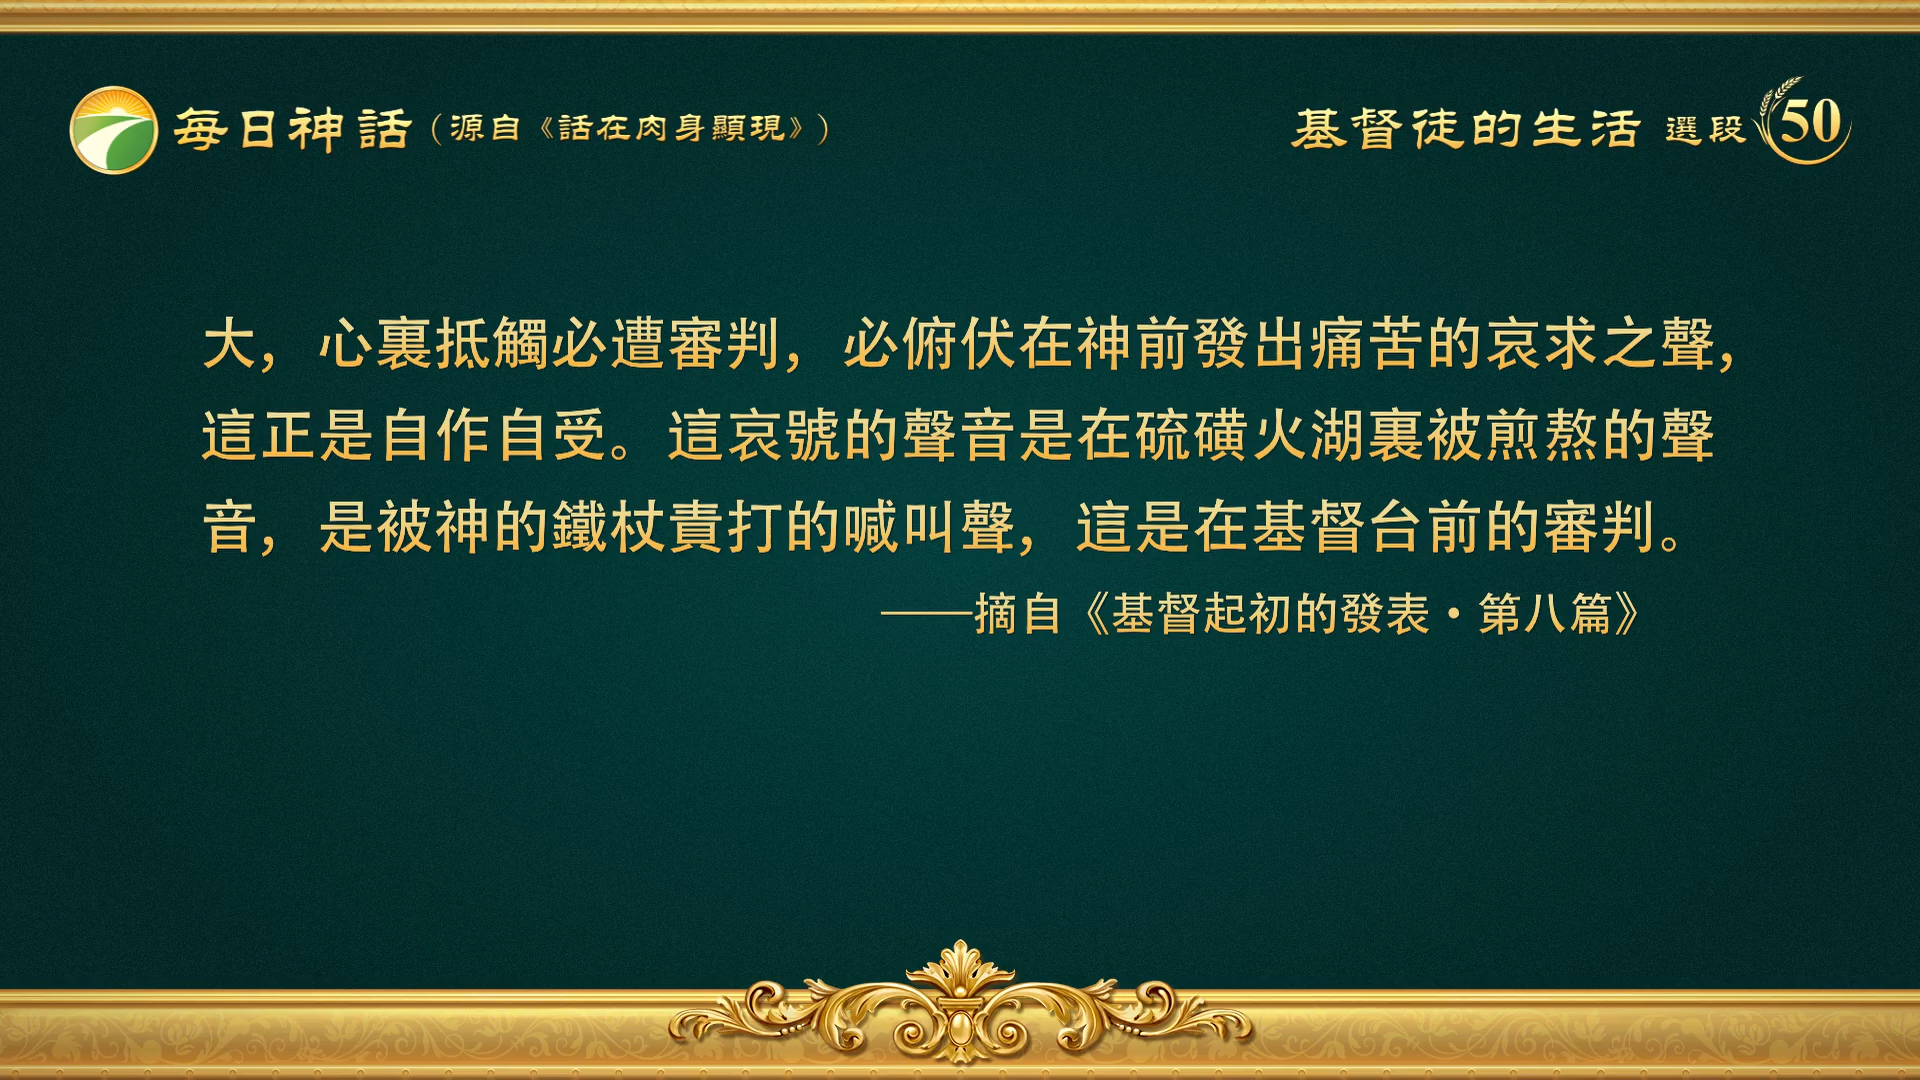 每日神話（源自《話在肉身顯現》）
基督徒的生活 選段 50
大，心裏抵觸必遭審判，必俯伏在神前發出痛苦的哀求之聲，
這正是自作自受。這哀號的聲音是在硫磺火湖裏被煎熬的聲
音，是被神的鐵杖責打的喊叫聲，這是在基督台前的審判。
——摘自《基督起初的發表・第八篇》